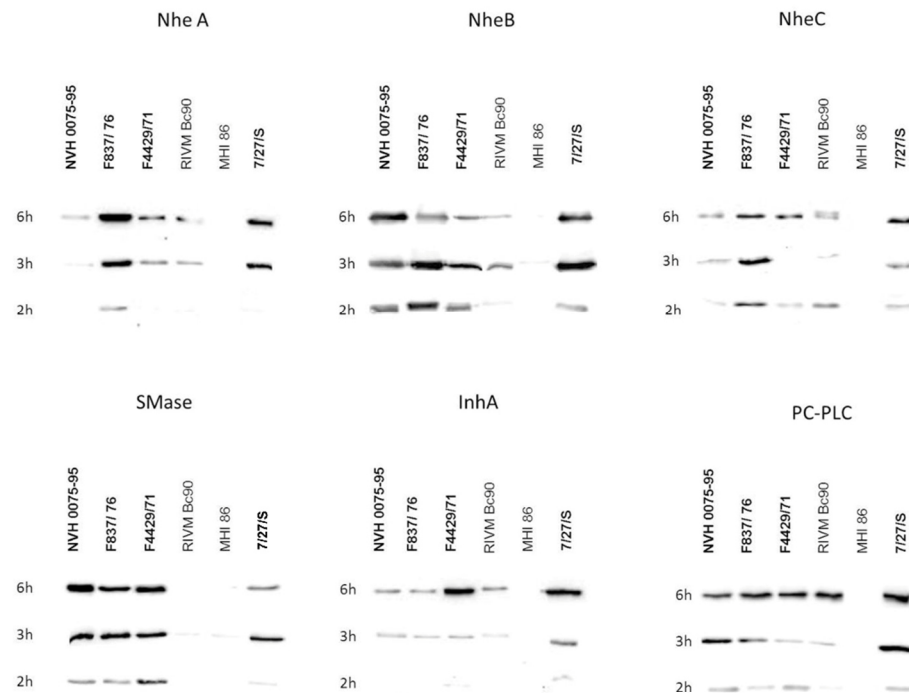 Nhe A
NheB
NheC
NVH 0075-95
F837/ 76
F4429/71
RIVM Bc90
MHI 86
7/27/S
NVH 0075-95
F837/ 76
F4429/71
RIVM Bc90
MHI 86
7/27/S
NVH 0075-95
F837/ 76
F4429/71
RIVM Bc90
MHI 86
7/27/S
6h
3h
2h
6h
3h
2h
6h
3h
2h
SMase
InhA
PC-PLC
NVH 0075-95
F837/ 76
F4429/71
RIVM Bc90
MHI 86
7/27/S
NVH 0075-95
F837/ 76
F4429/71
RIVM Bc90
MHI 86
7/27/S
NVH 0075-95
F837/ 76
F4429/71
RIVM Bc90
MHI 86
7/27/S
6h
3h
2h
6h
3h
2h
6h
3h
2h